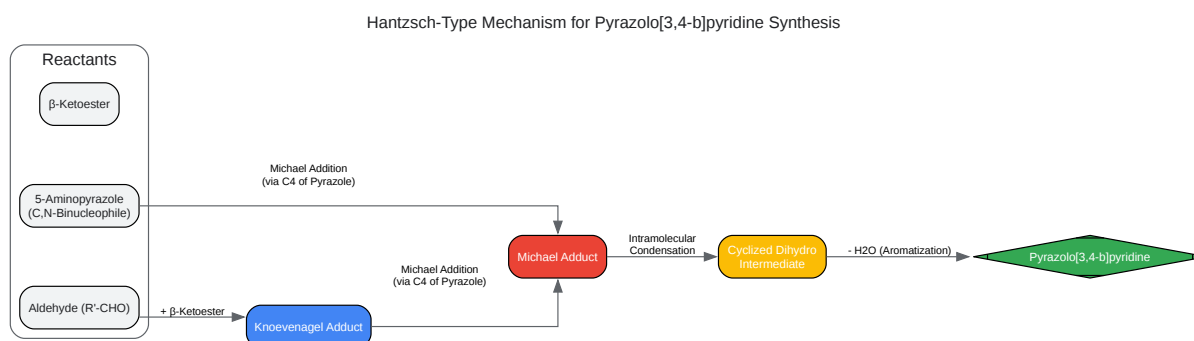 Hantzsch-Type Mechanism for Pyrazolo[3,4-b]pyridine Synthesis
Reactants
β-Ketoester
5-Aminopyrazole
(C,N-Binucleophile)
Aldehyde (R'-CHO)
Michael Addition
(via C4 of Pyrazole)
+ β-Ketoester
Knoevenagel Adduct
Michael Addition
(via C4 of Pyrazole)
Michael Adduct
Intramolecular
Condensation
Cyclized Dihydro
Intermediate
- H2O (Aromatization)
Pyrazolo[3,4-b]pyridine